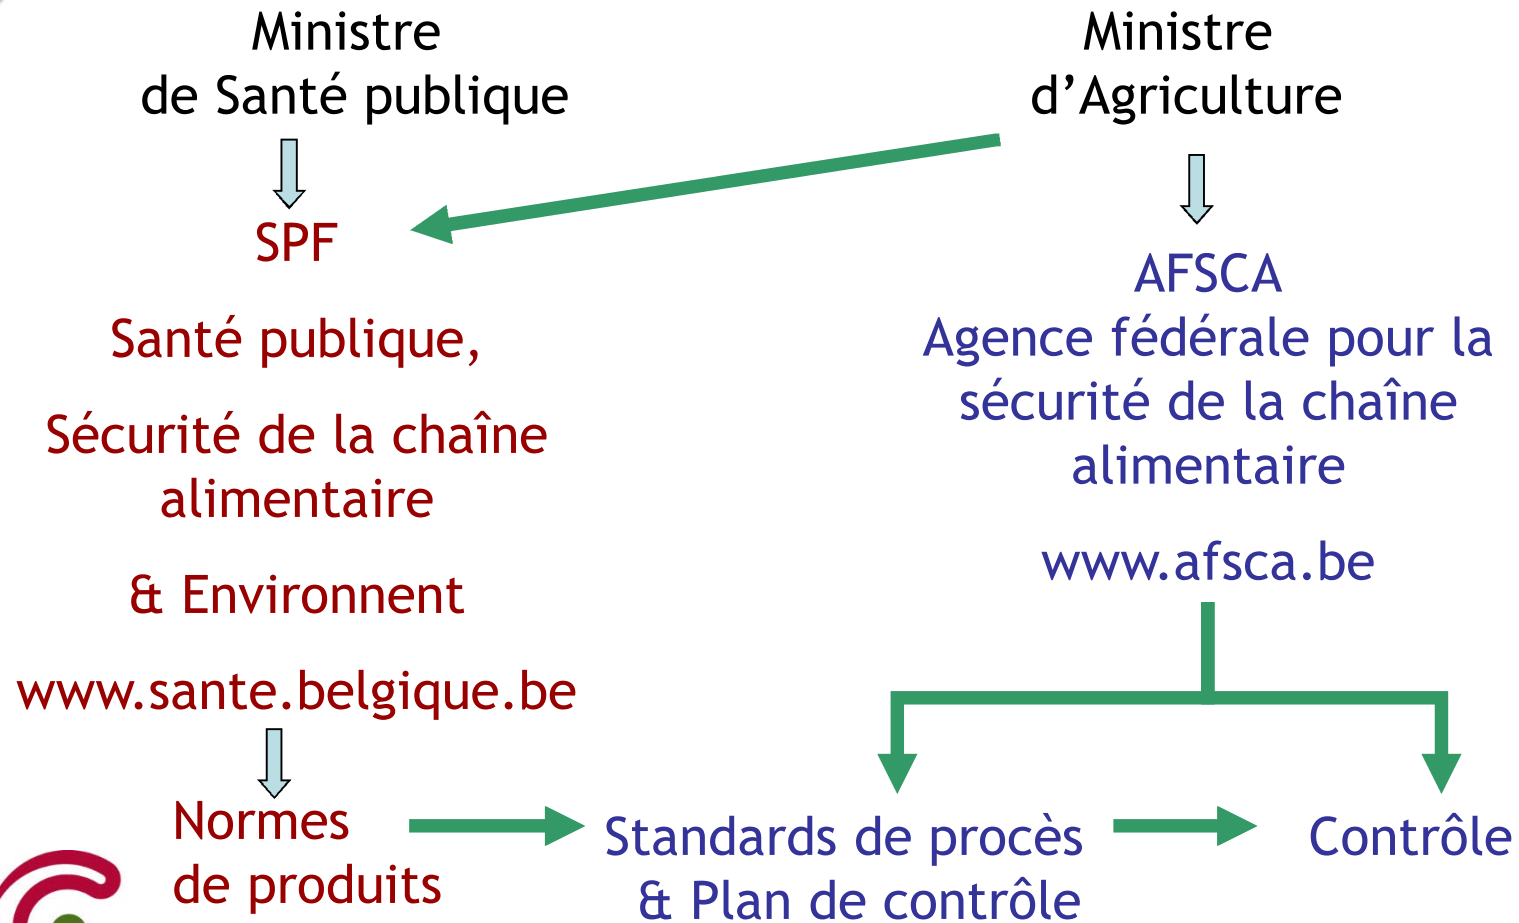 Ministre
de Santé publique
SPF
Santé publique,
Sécurité de la chaîne
alimentaire
& Environnent
www.sante.belgique.be
Normes
de produits
Ministre
d’Agriculture
AFSCA
Agence fédérale pour la
sécurité de la chaîne
alimentaire
www.afsca.be
Standards de procès
& Plan de contrôle
Contrôle